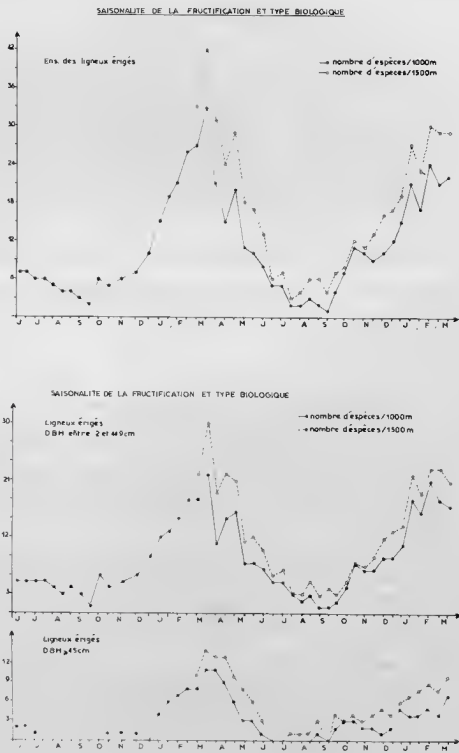 SAISONALITE DE LA FRUCTIFICATION ET TYPE BIOLOGIQUE
Ens. des ligneux érigés
nombre d'espèces/1000m
nombre d'espèces/1500m
42
30
24
18
12
6
J J A S O N D J F M A M J J A S O N D J F M
SAISONALITE DE LA FRUCTIFICATION ET TYPE BIOLOGIQUE
Ligneux érigés
DBH entre 2 et
nombre d'espèces/1000m
nombre d'espèces/1500m
30
21
12
3
J J A S O N D J F M A M J J A S O N D J F M
Ligneux érigés
DBH ⩾45cm
12
9
6
3
J J A S O N D J F M A M J J A S O N D J F M